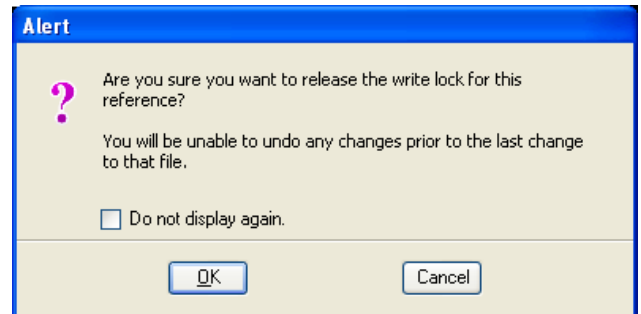 Alert
Are you sure you want to release the write lock for this
reference?
You will be unable to undo any changes prior to the last change
to that file.
Do not display again.
OK
Cancel